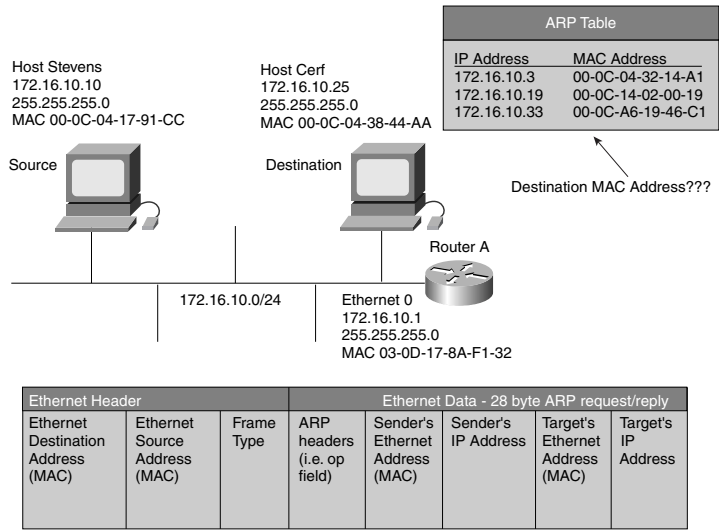 ARP Table
IP Address MAC Address
172.16.10.3 00-0C-04-32-14-A1
172.16.10.19 00-0C-14-02-00-19
172.16.10.33 00-0C-A6-19-46-C1
Host Stevens
172.16.10.10
255.255.255.0
MAC 00-0C-04-17-91-CC
Host Cerf
172.16.10.25
255.255.255.0
MAC 00-0C-04-38-44-AA
Source
Destination
Destination MAC Address???
Router A
172.16.10.0/24
Ethernet 0
172.16.10.1
255.255.255.0
MAC 03-0D-17-8A-F1-32
Ethernet Header
Ethernet Data - 28 byte ARP request/reply
Ethernet
Destination
Address
(MAC)
Ethernet
Source
Address
(MAC)
Frame
Type
ARP
headers
(i.e. op
field)
Sender's
Ethernet
Address
(MAC)
Sender's
IP Address
Target's
Ethernet
Address
(MAC)
Target's
IP
Address